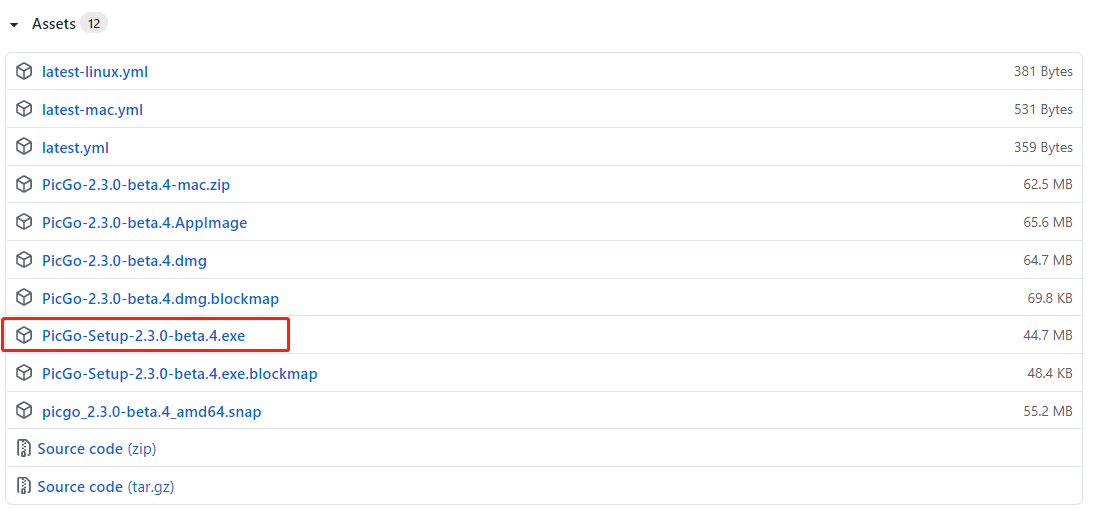 Assets 12
latest-linux.yml 381 Bytes
latest-mac.yml 531 Bytes
latest.yml 359 Bytes
PicGo-2.3.0-beta.4-mac.zip 62.5 MB
PicGo-2.3.0-beta.4.AppImage 65.6 MB
PicGo-2.3.0-beta.4.dmg 64.7 MB
PicGo-2.3.0-beta.4.dmg.blockmap 69.8 KB
PicGo-Setup-2.3.0-beta.4.exe 44.7 MB
PicGo-Setup-2.3.0-beta.4.exe.blockmap 48.4 KB
picgo_2.3.0-beta.4_amd64.snap 55.2 MB
Source code (zip)
Source code (tar.gz)